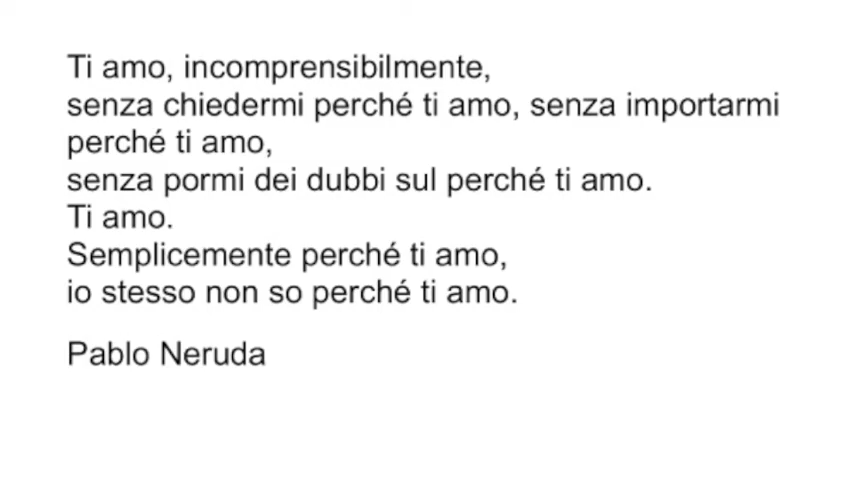 Ti amo, incomprensibilmente,
senza chiedermi perché ti amo, senza importarmi
perché ti amo,
senza pormi dei dubbi sul perché ti amo.
Ti amo.
Semplicemente perché ti amo,
io stesso non so perché ti amo.
Pablo Neruda